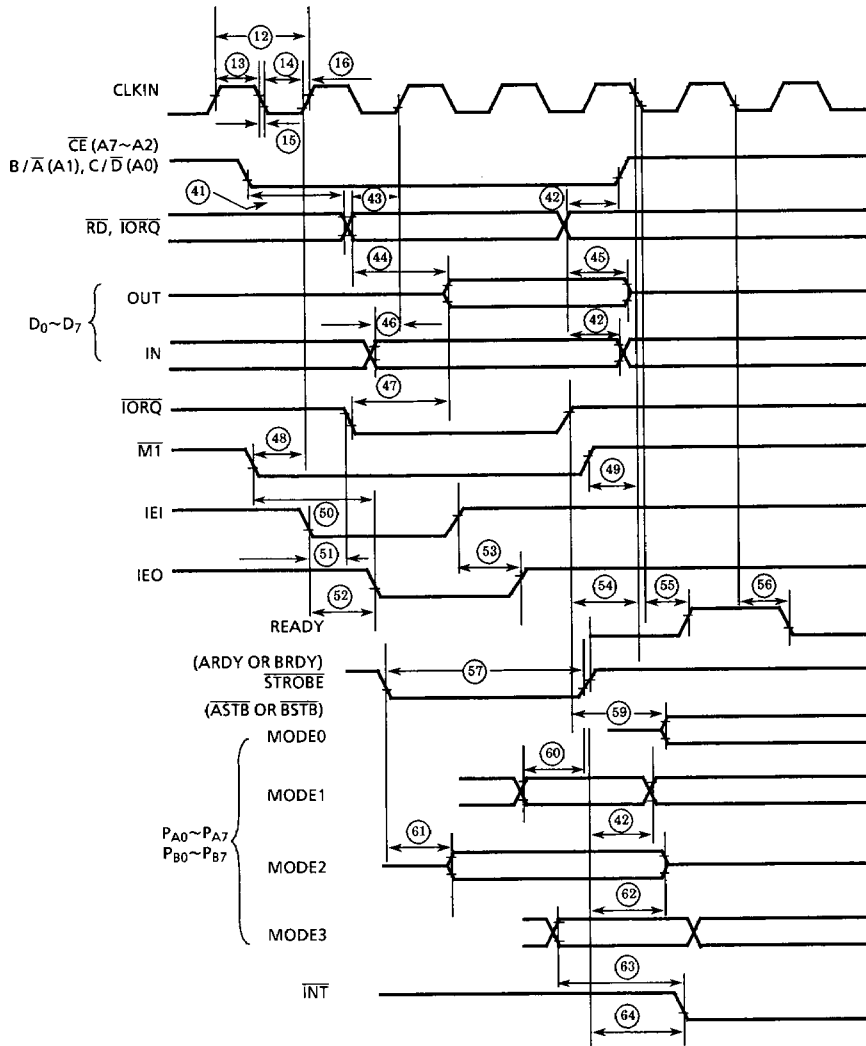 12
13 14 16
CLKIN
15
CE (A7~A2)
B / A (A1), C / D (A0)
41 43 42
RD, IORQ
44 45
OUT
D0~D7
46 42
IN
47
IORQ
48
M1
49
IEI
50
51 53
IEO
52 54 55 56
READY
(ARDY OR BRDY)
57
STROBE
(ASTB OR BSTB)
59
MODE0
60
MODE1
42
PA0~PA7
PB0~PB7
61
MODE2
62
MODE3
63
INT
64